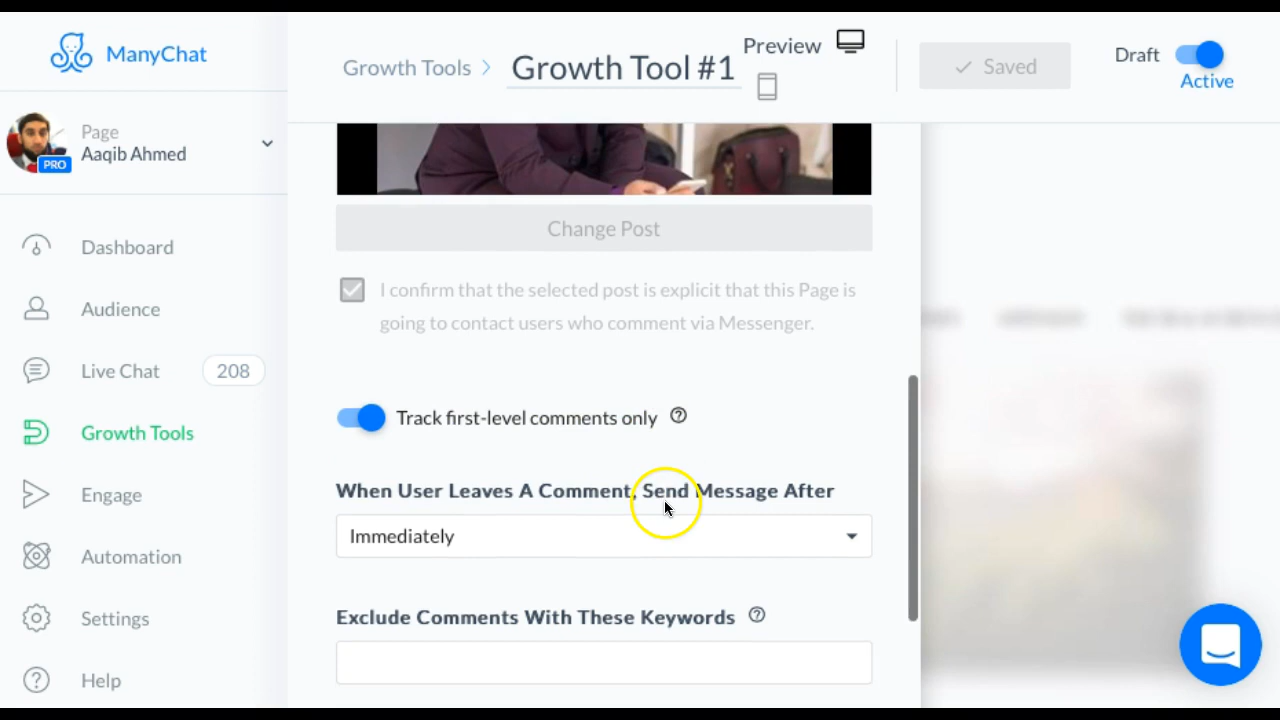 ManyChat
Growth Tools > Growth Tool #1
Preview
Saved
Draft
Active
Page
Aaqib Ahmed
PRO
Dashboard
Audience
Live Chat 208
Growth Tools
Engage
Automation
Settings
Help
Change Post
I confirm that the selected post is explicit that this Page is
going to contact users who comment via Messenger.
Track first-level comments only
When User Leaves A Comment, Send Message After
Immediately
Exclude Comments With These Keywords